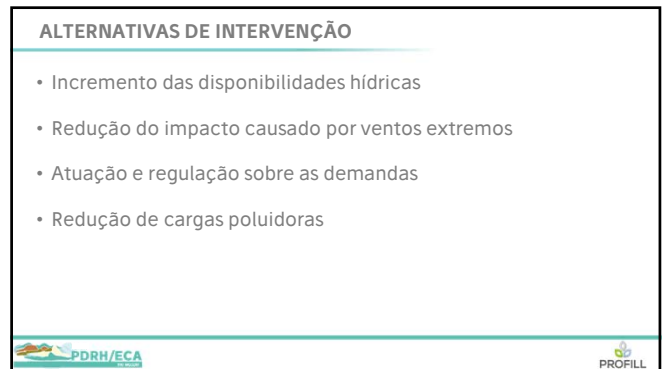 ALTERNATIVAS DE INTERVENÇÃO
• Incremento das disponibilidades hídricas
• Redução do impacto causado por ventos extremos
• Atuação e regulação sobre as demandas
• Redução de cargas poluidoras
PDRH/ECA
PROFILL